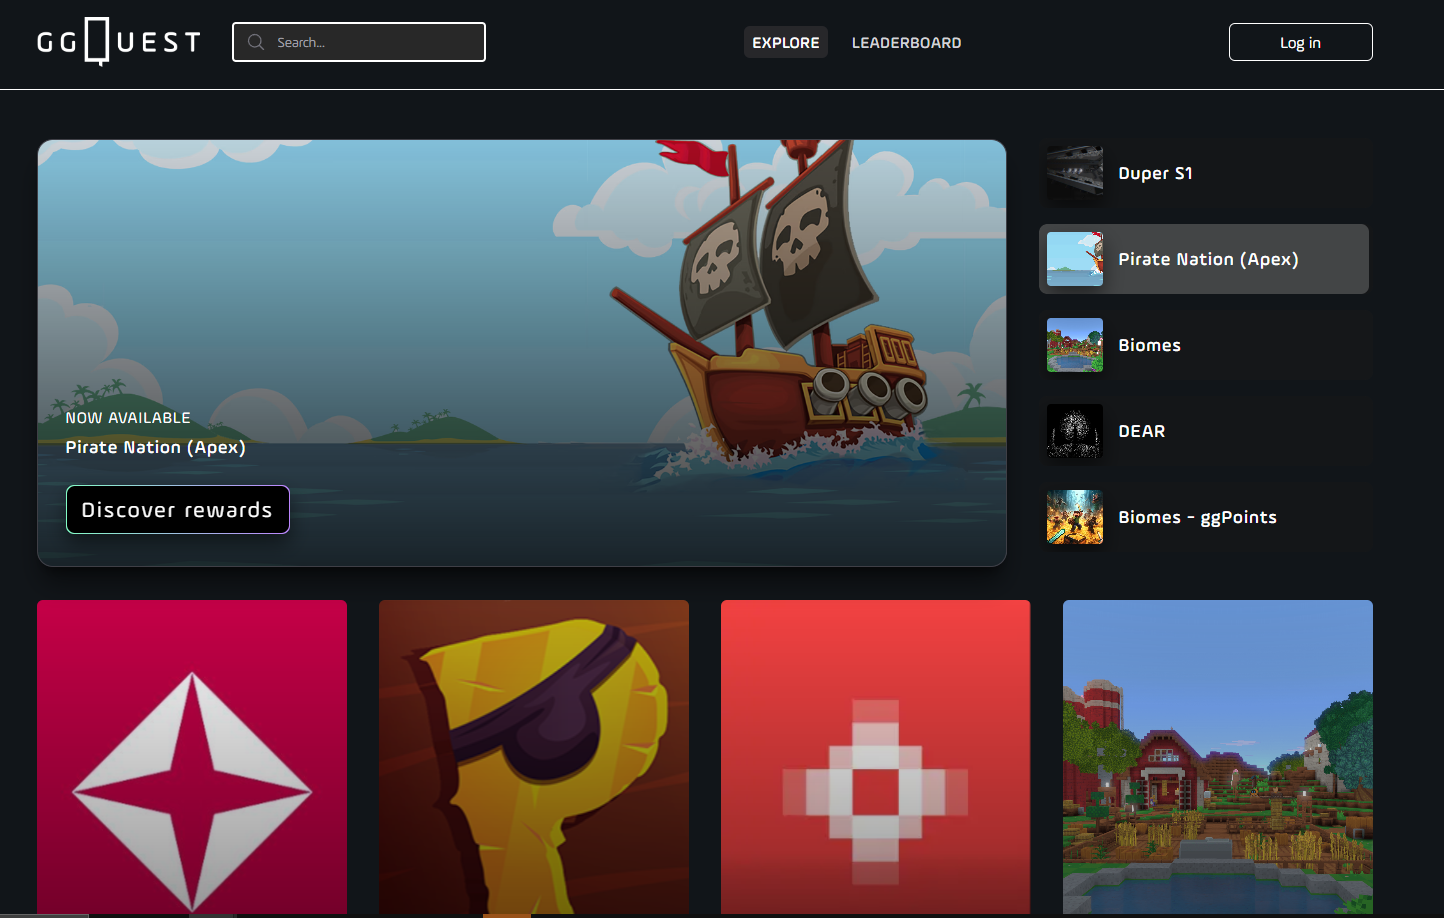 GGQUEST
Search...
EXPLORE
LEADERBOARD
Log in
NOW AVAILABLE
Pirate Nation (Apex)
Discover rewards
Duper S1
Pirate Nation (Apex)
Biomes
DEAR
Biomes - ggPoints